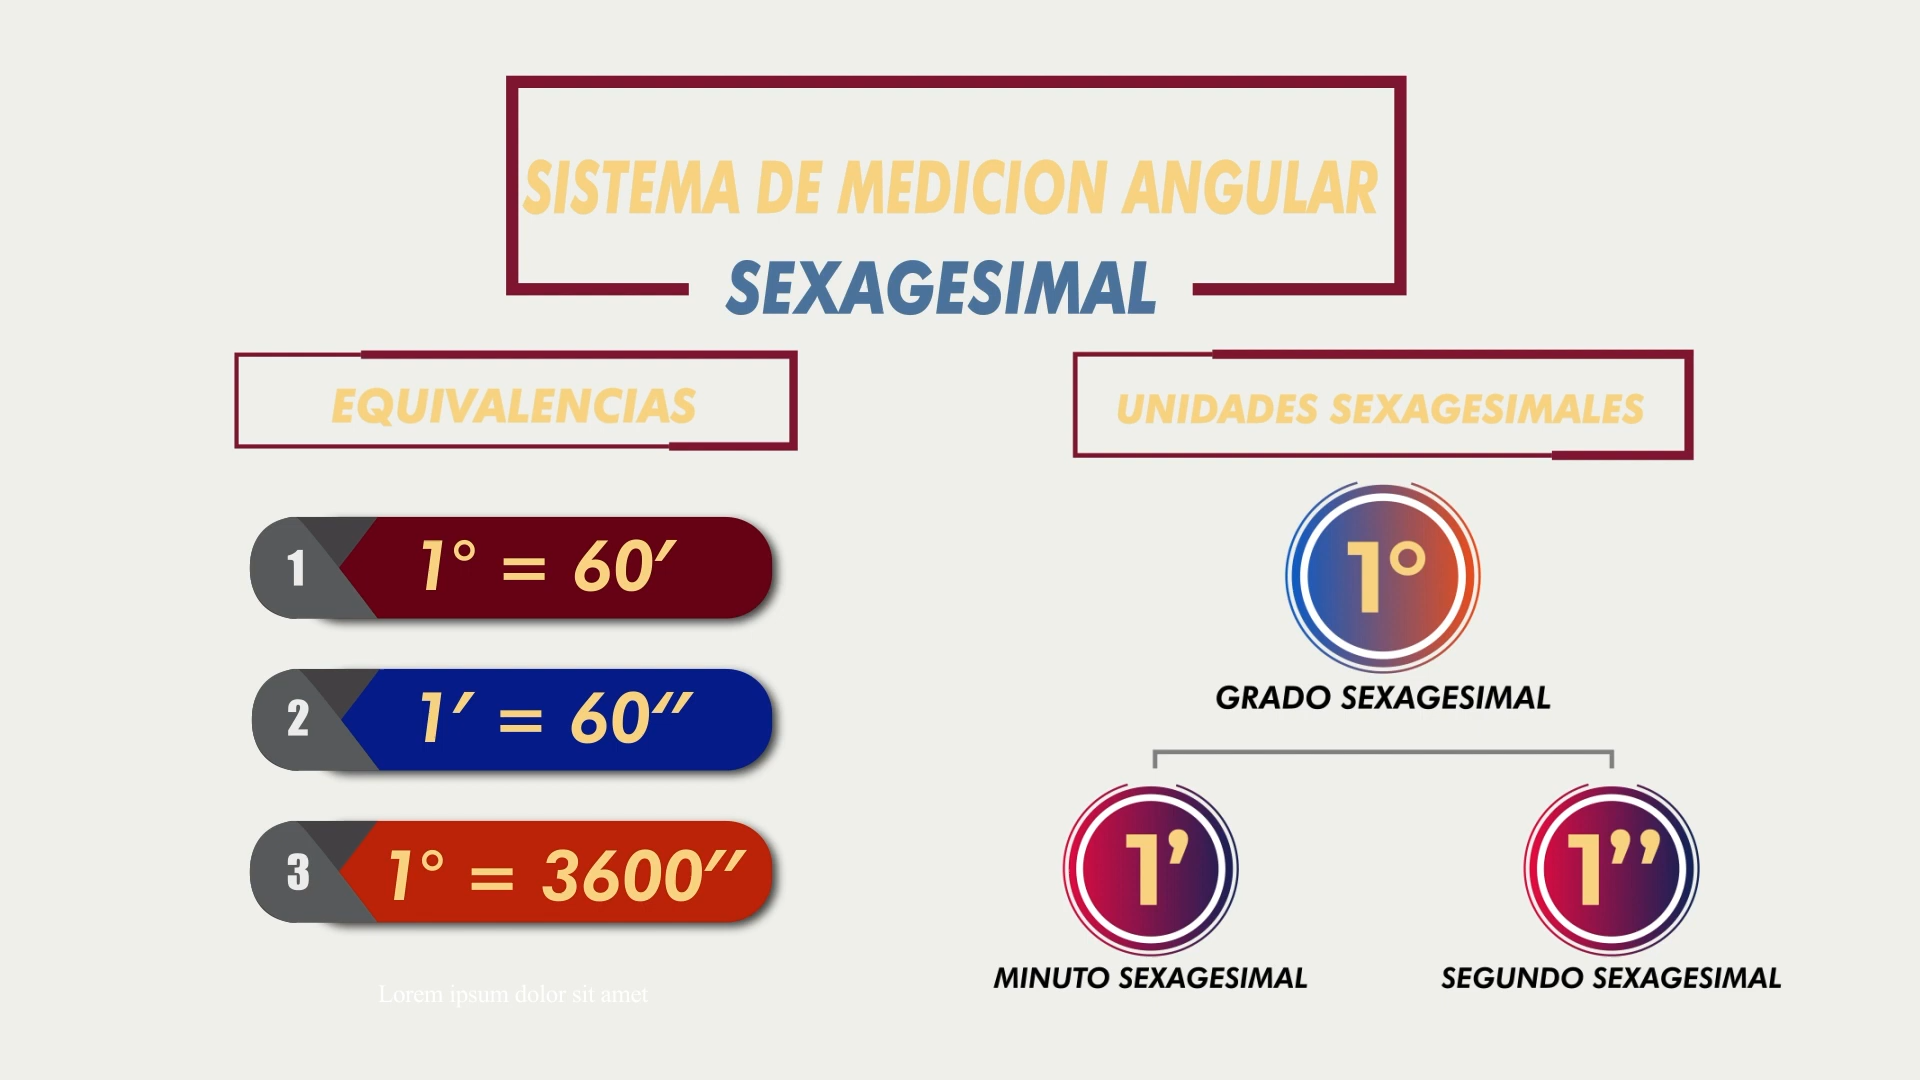 SISTEMA DE MEDICION ANGULAR
SEXAGESIMAL
EQUIVALENCIAS
1
1° = 60′
2
1′ = 60′′
3
1° = 3600′′
Lorem ipsum dolor sit amet
UNIDADES SEXAGESIMALES
1°
GRADO SEXAGESIMAL
1’
MINUTO SEXAGESIMAL
1’’
SEGUNDO SEXAGESIMAL